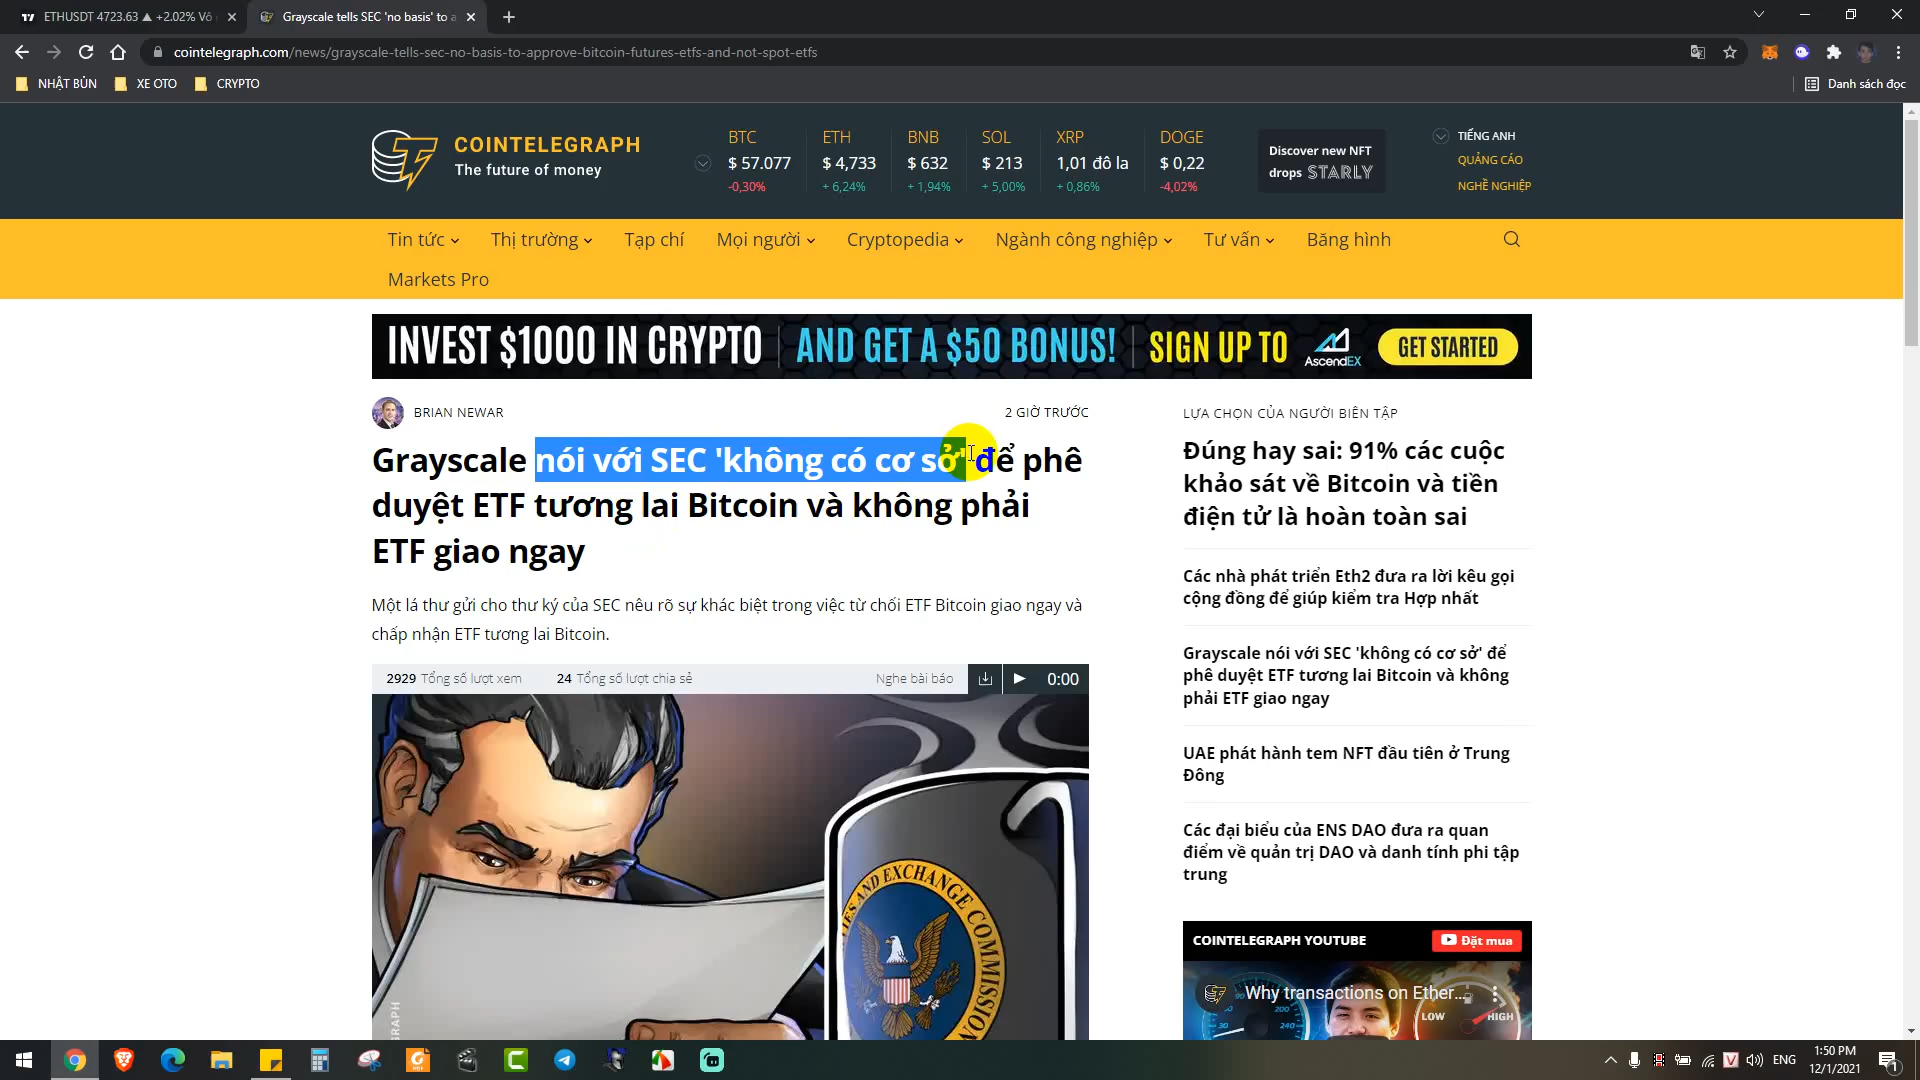 ETHUSDT 4723.63 ▲ +2.02% Vô
Grayscale tells SEC 'no basis' to a
cointelegraph.com/news/grayscale-tells-sec-no-basis-to-approve-bitcoin-futures-etfs-and-not-spot-etfs
NHẬT BỦN
XE OTO
CRYPTO
Danh sách đọc
COINTELEGRAPH
The future of money
BTC
$ 57.077
-0,30%
ETH
$ 4,733
+ 6,24%
BNB
$ 632
+ 1,94%
SOL
$ 213
+ 5,00%
XRP
1,01 đô la
+ 0,86%
DOGE
$ 0,22
-4,02%
Discover new NFT
drops STARLY
TIẾNG ANH
QUẢNG CÁO
NGHỀ NGHIỆP
Tin tức
Thị trường
Tạp chí
Mọi người
Cryptopedia
Ngành công nghiệp
Tư vấn
Băng hình
Markets Pro
INVEST $1000 IN CRYPTO | AND GET A $50 BONUS! | SIGN UP TO AscendEX GET STARTED
BRIAN NEWAR
2 GIỜ TRƯỚC
Grayscale nói với SEC 'không có cơ sở' để phê
duyệt ETF tương lai Bitcoin và không phải
ETF giao ngay
Một lá thư gửi cho thư ký của SEC nêu rõ sự khác biệt trong việc từ chối ETF Bitcoin giao ngay và
chấp nhận ETF tương lai Bitcoin.
2929 Tổng số lượt xem
24 Tổng số lượt chia sẻ
Nghe bài báo
0:00
IES AND EXCHANGE COMMISSION
GRAPH
LỰA CHỌN CỦA NGƯỜI BIÊN TẬP
Đúng hay sai: 91% các cuộc
khảo sát về Bitcoin và tiền
điện tử là hoàn toàn sai
Các nhà phát triển Eth2 đưa ra lời kêu gọi
cộng đồng để giúp kiểm tra Hợp nhất
Grayscale nói với SEC 'không có cơ sở' để
phê duyệt ETF tương lai Bitcoin và không
phải ETF giao ngay
UAE phát hành tem NFT đầu tiên ở Trung
Đông
Các đại biểu của ENS DAO đưa ra quan
điểm về quản trị DAO và danh tính phi tập
trung
COINTELEGRAPH YOUTUBE
Đặt mua
Why transactions on Ether...
LOW
HIGH
200
30
240
ENG
1:50 PM
12/1/2021